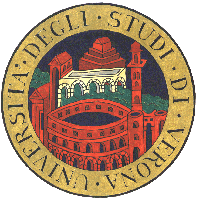 · UNIVERSITÀ · DEGLI · STUDI · DI · VERONA